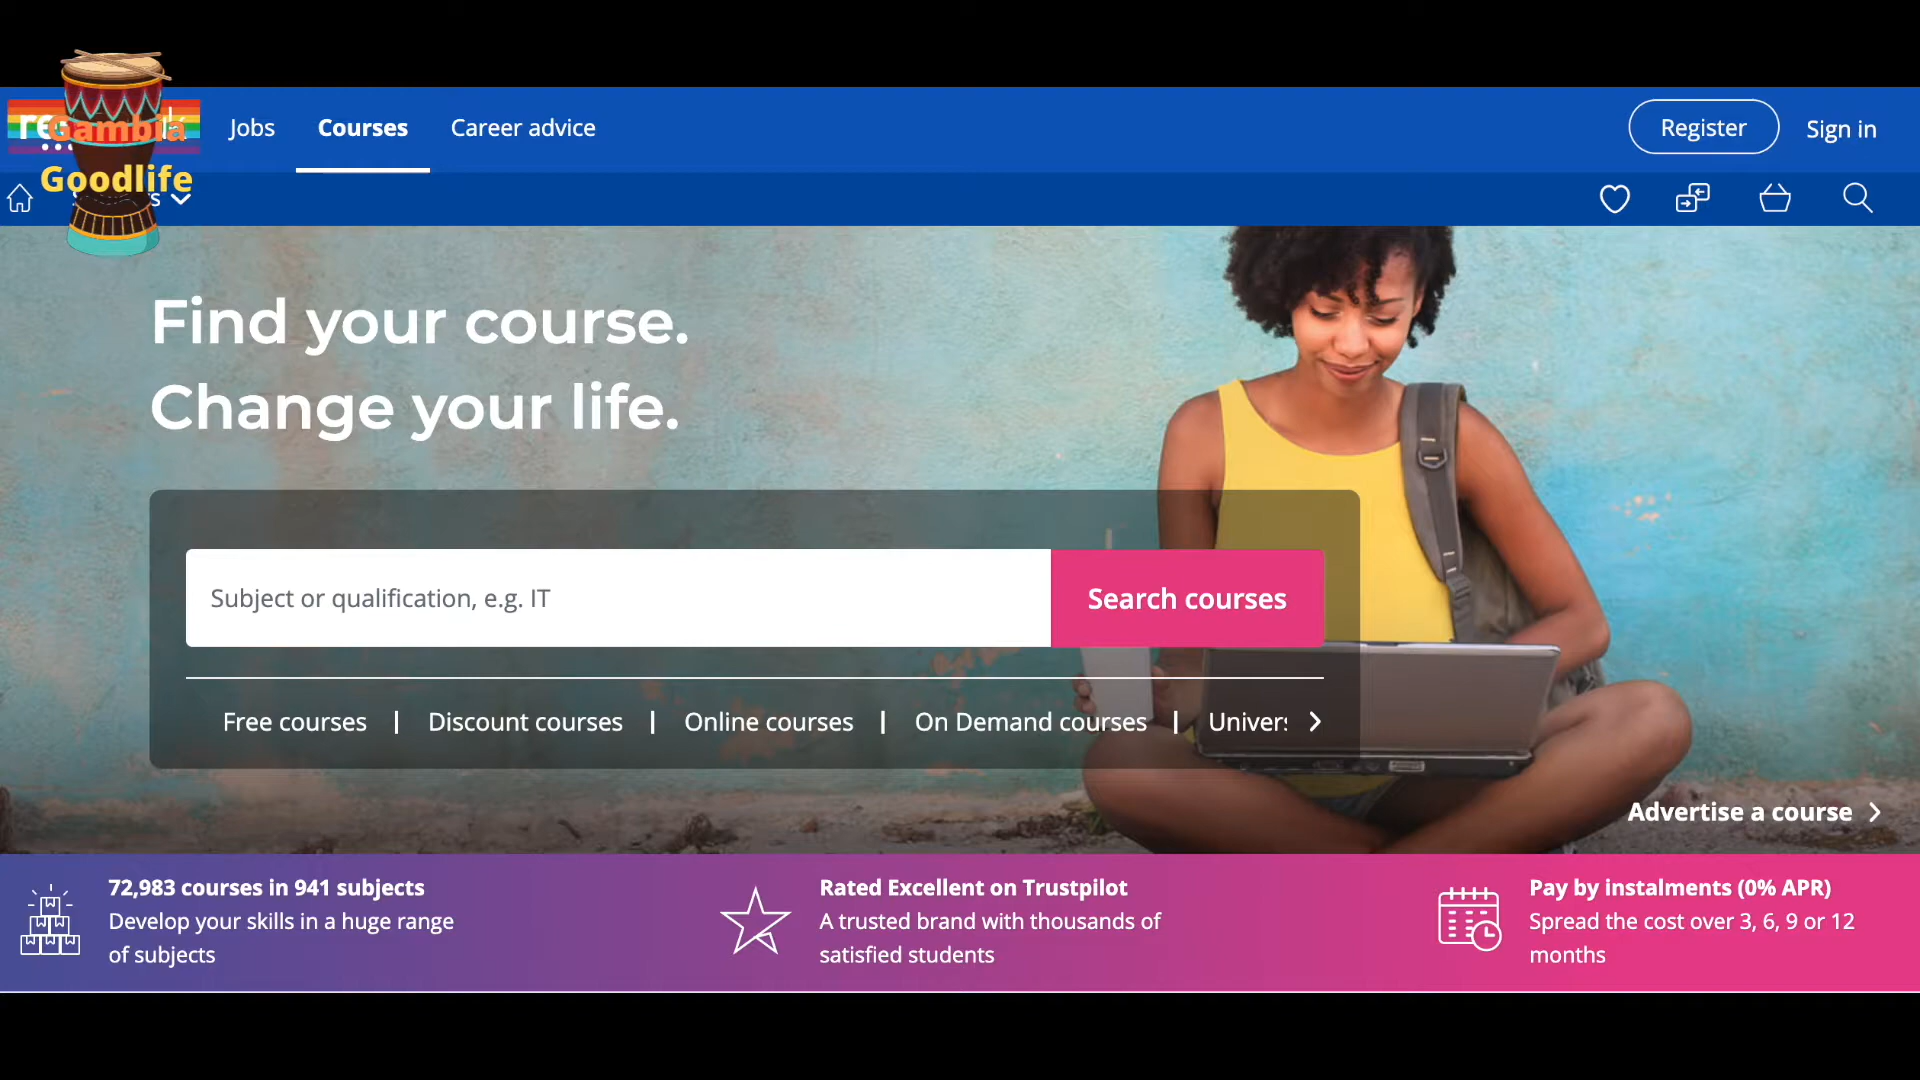 Gambia
Goodlife
Jobs
Courses
Career advice
Register
Sign in
Find your course.
Change your life.
Subject or qualification, e.g. IT
Search courses
Free courses | Discount courses | Online courses | On Demand courses |
Advertise a course
72,983 courses in 941 subjects
Develop your skills in a huge range
of subjects
Rated Excellent on Trustpilot
A trusted brand with thousands of
satisfied students
Pay by instalments (0% APR)
Spread the cost over 3, 6, 9 or 12
months